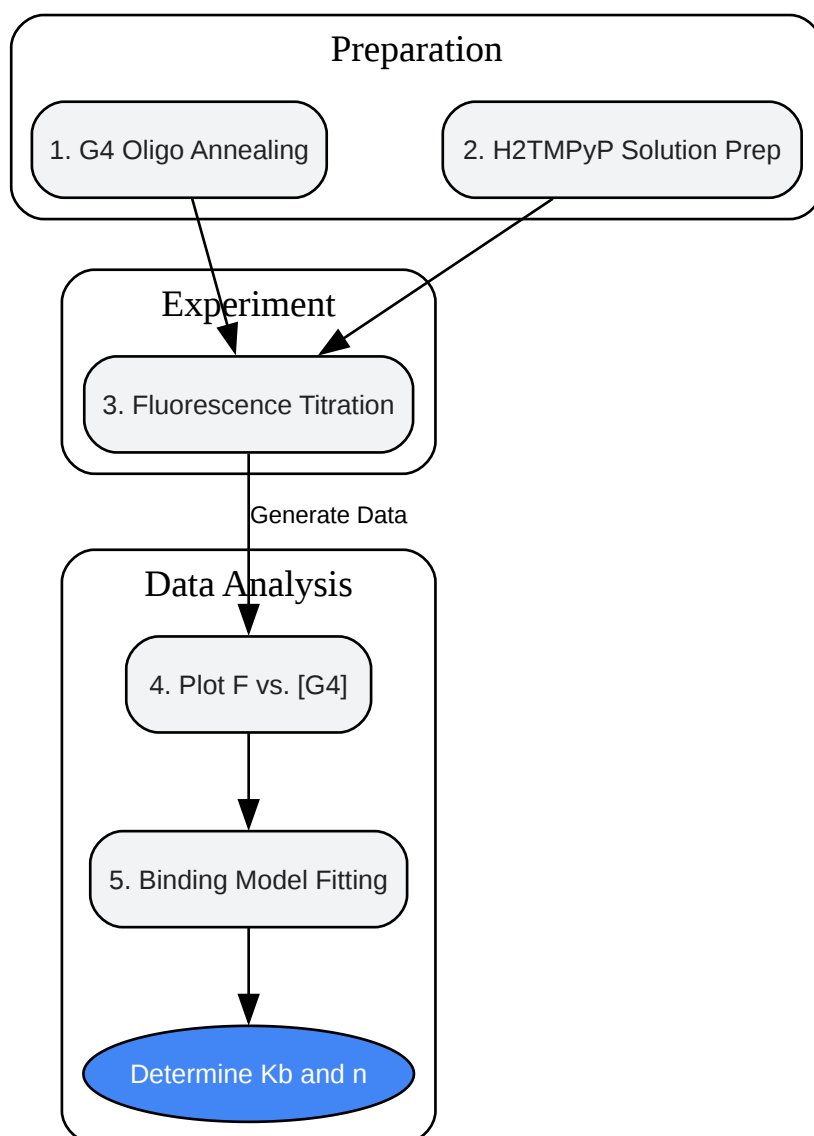 Preparation
1. G4 Oligo Annealing
2. H2TMPyP Solution Prep
Experiment
3. Fluorescence Titration
Generate Data
Data Analysis
4. Plot F vs. [G4]
5. Binding Model Fitting
Determine Kb and n